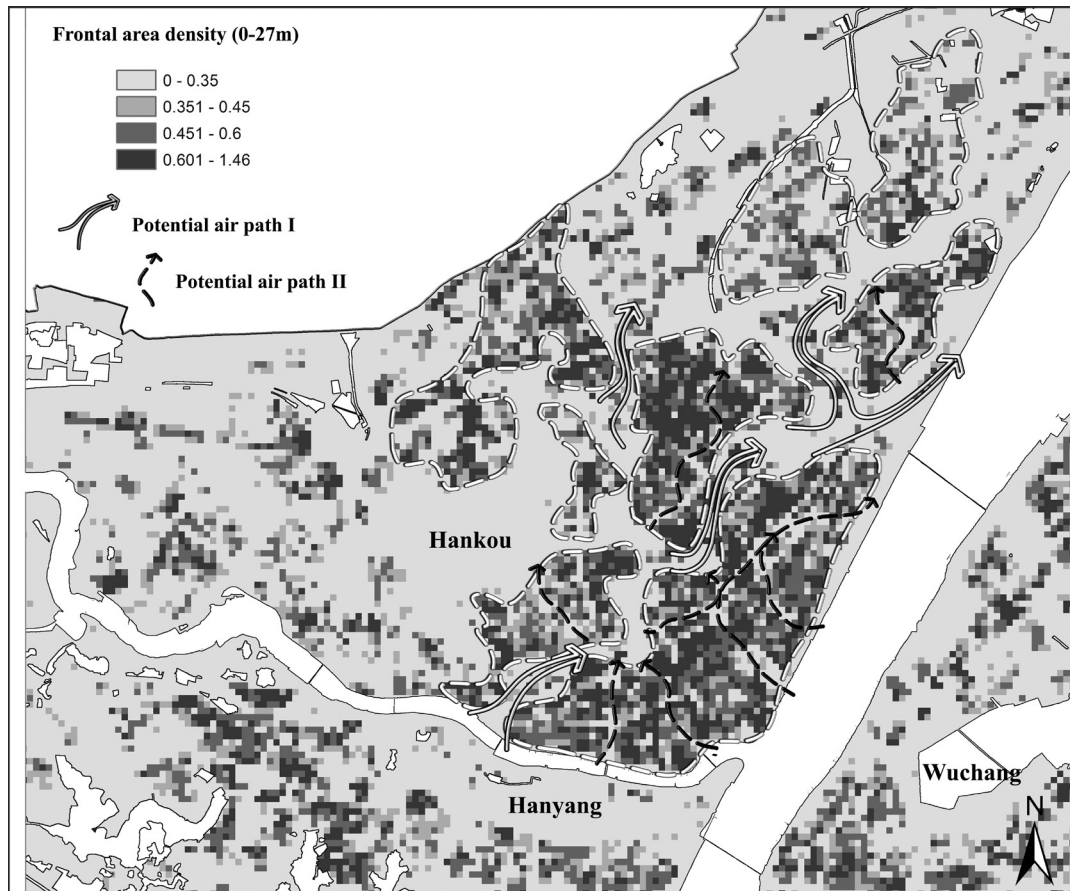 Frontal area density (0-27m)
0 - 0.35
0.351 - 0.45
0.451 - 0.6
0.601 - 1.46
Potential air path I
Potential air path II
Hankou
Hanyang
Wuchang
N